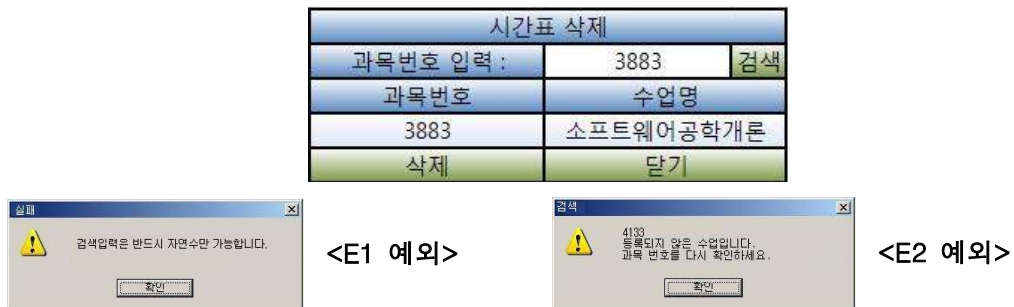 시간표 삭제
과목번호 입력 : 3883 검색
과목번호 수업명
3883 소프트웨어공학개론
삭제 닫기
실패
검색입력은 반드시 자연수만 가능합니다.
확인
<E1 예외>
검색
4133
등록되지 않은 수업입니다.
과목 번호를 다시 확인하세요.
확인
<E2 예외>